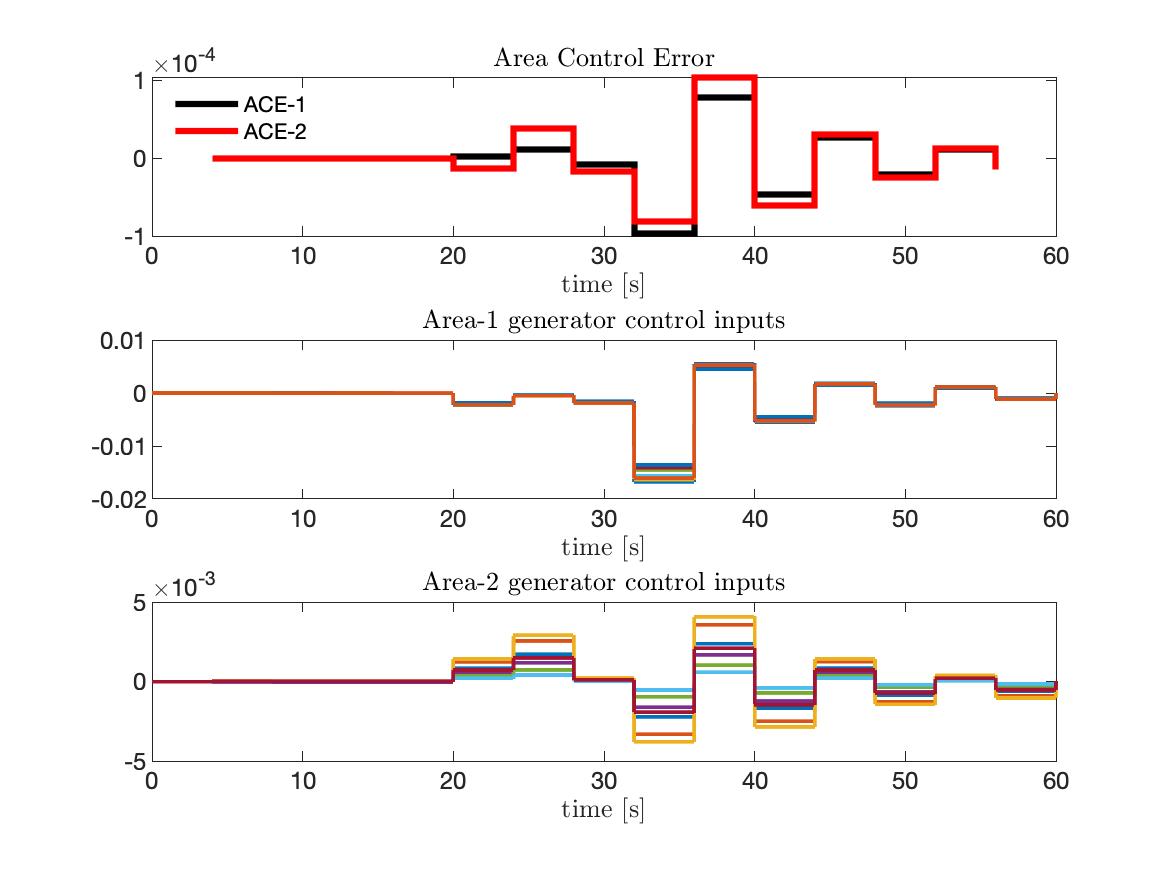 Area Control Error
×10-4
1
0
-1
ACE-1
ACE-2
0 10 20 30 40 50 60
time [s]
Area-1 generator control inputs
0.01
0
-0.01
-0.02
0 10 20 30 40 50 60
time [s]
Area-2 generator control inputs
×10-3
5
0
-5
0 10 20 30 40 50 60
time [s]